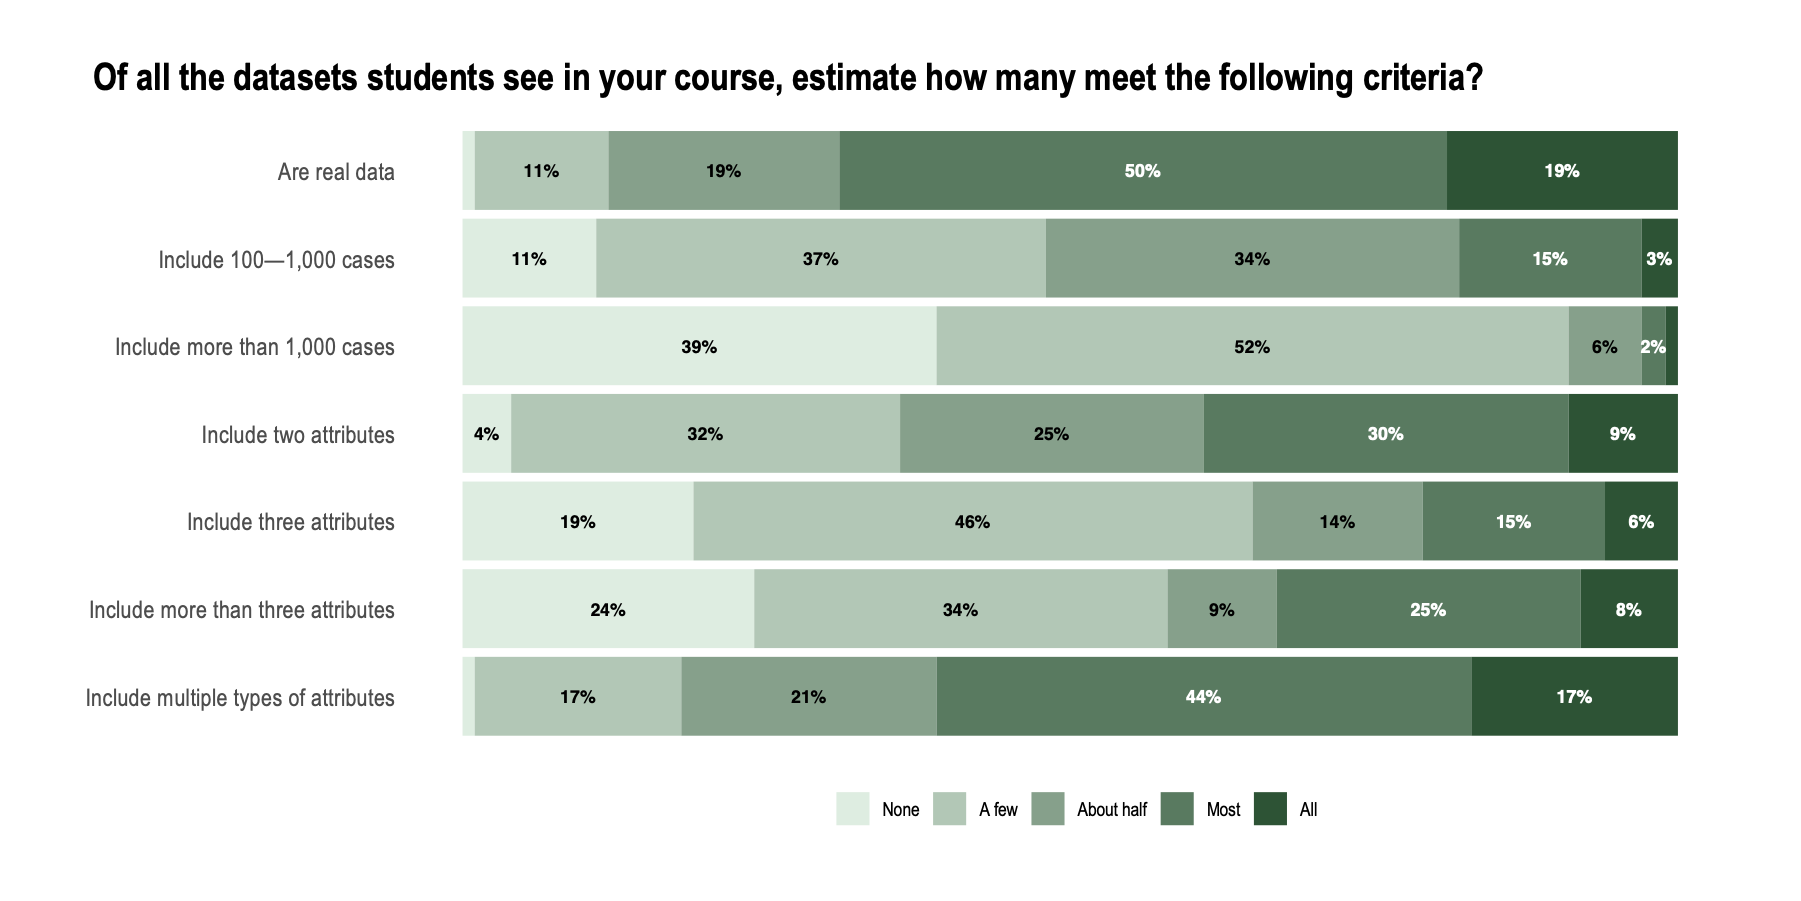 Of all the datasets students see in your course, estimate how many meet the following criteria?
Are real data 11% 19% 50% 19%
Include 100—1,000 cases 11% 37% 34% 15% 3%
Include more than 1,000 cases 39% 52% 6% 2%
Include two attributes 4% 32% 25% 30% 9%
Include three attributes 19% 46% 14% 15% 6%
Include more than three attributes 24% 34% 9% 25% 8%
Include multiple types of attributes 17% 21% 44% 17%
None A few About half Most All